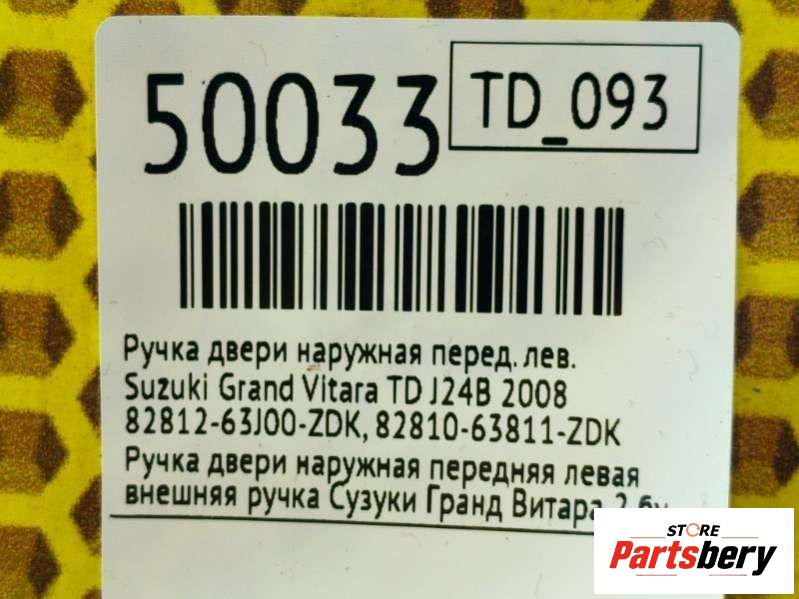 50033
TD_093
Ручка двери наружная перед. лев.
Suzuki Grand Vitara TD J24B 2008
82812-63J00-ZDK, 82810-63811-ZDK
Ручка двери наружная передняя левая
внешняя ручка Сузуки Гранд Витара 2
STORE
Partsbery